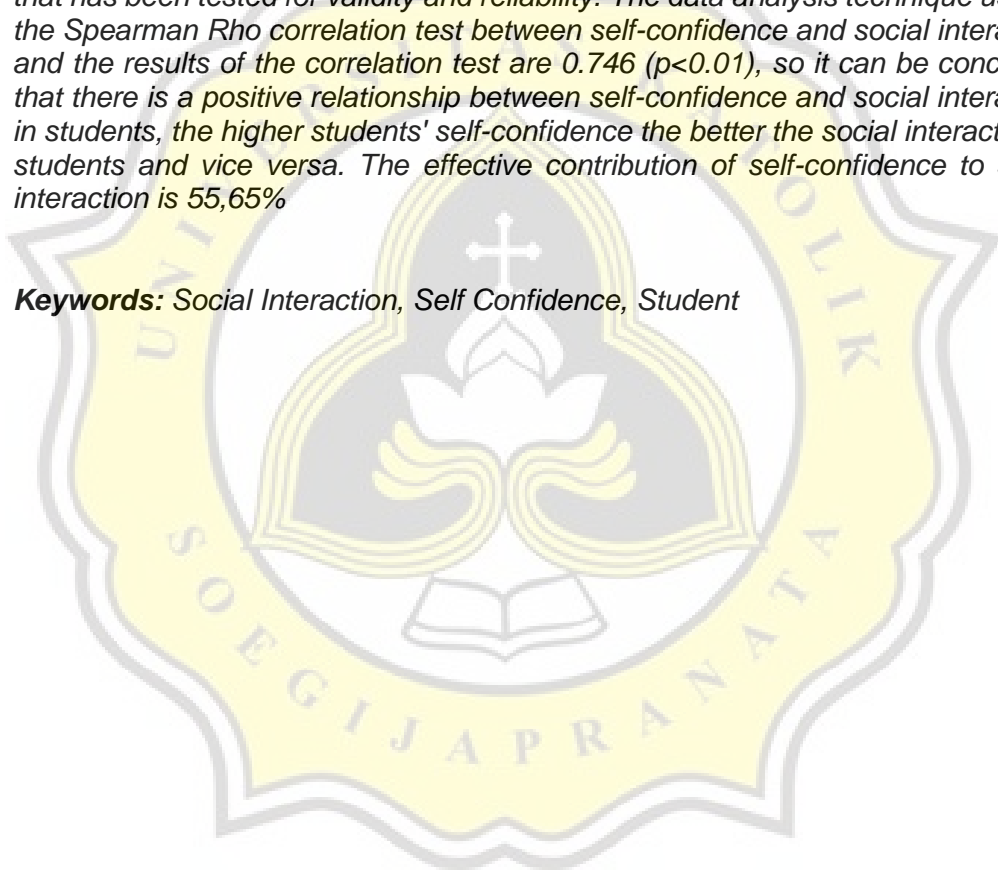 that has been tested for validity and reliability. The data analysis technique
the Spearman Rho correlation test between self-confidence and social intera
and the results of the correlation test are 0.746 (p<0.01), so it can be conc
that there is a positive relationship between self-confidence and social intera
in students, the higher students' self-confidence the better the social interact
students and vice versa. The effective contribution of self-confidence to
interaction is 55,65%
Keywords: Social Interaction, Self Confidence, Student
UNIVERSITAS KATOLIK
SOEGIJAPRANATA